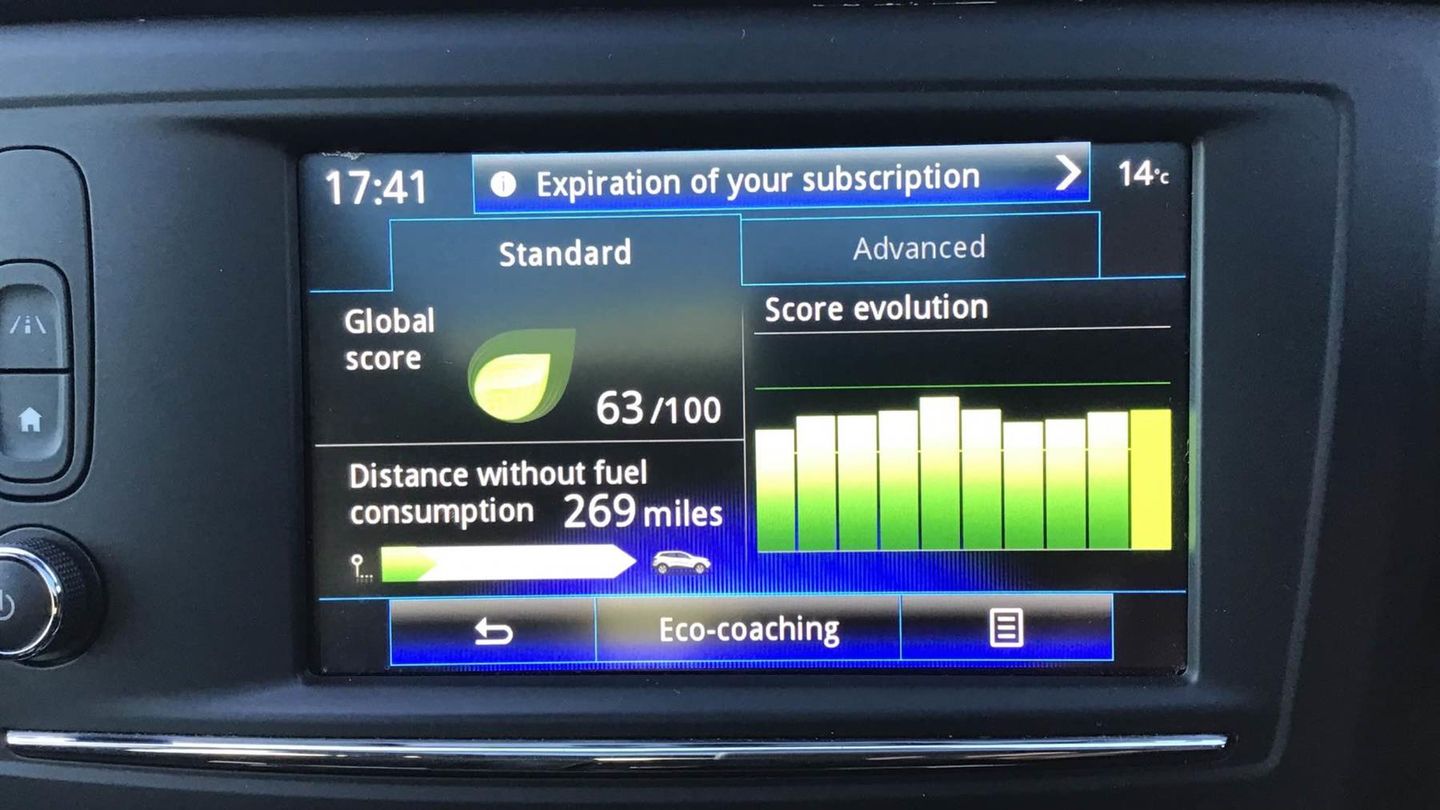 17:41
Expiration of your subscription
14°C
Standard
Advanced
Global
score
63/100
Score evolution
Distance without fuel
consumption 269 miles
Eco-coaching